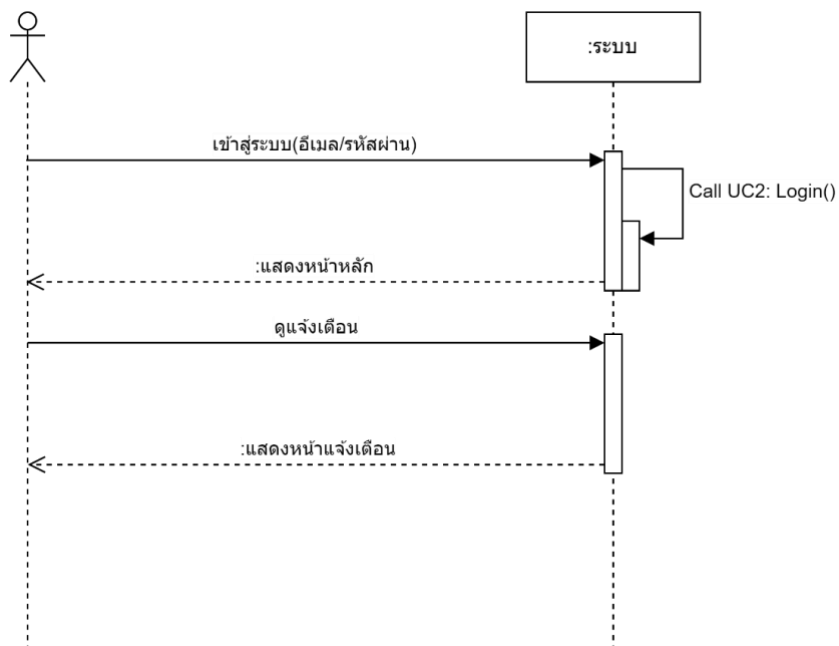 :ระบบ
เข้าสู่ระบบ(อีเมล/รหัสผ่าน)
Call UC2: Login()
:แสดงหน้าหลัก
ดูแจ้งเตือน
:แสดงหน้าแจ้งเตือน